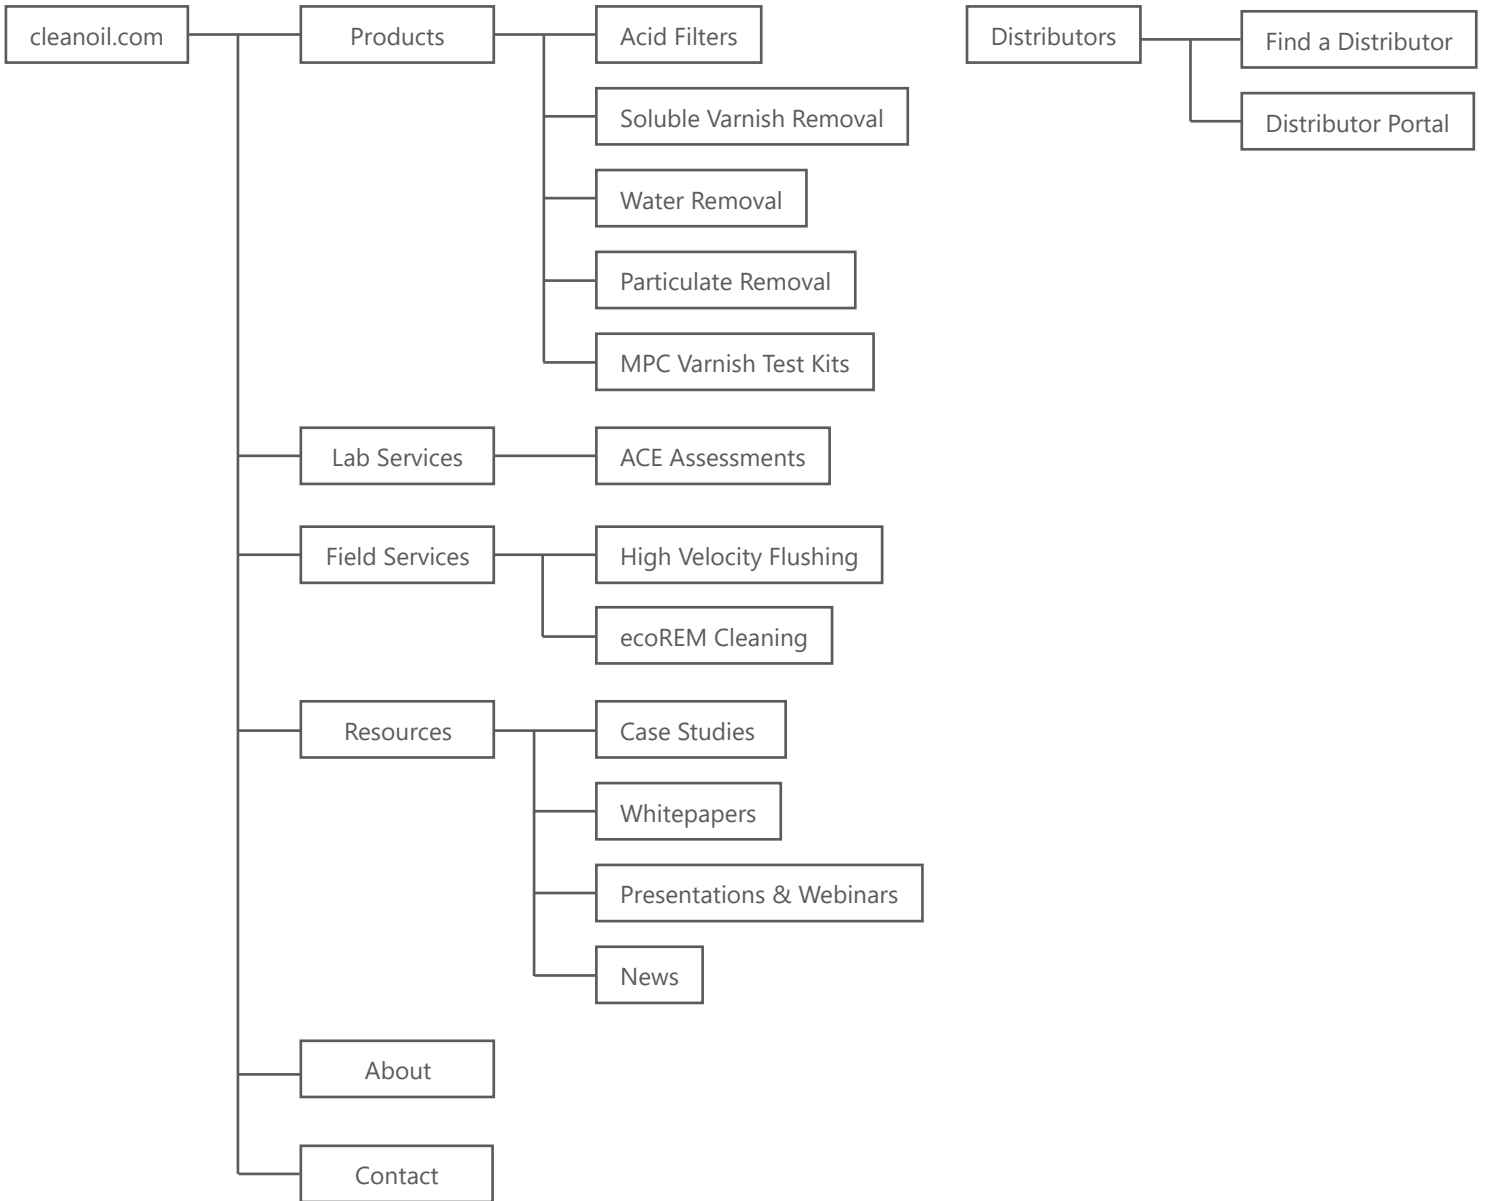 cleanoil.com
Products
Acid Filters
Soluble Varnish Removal
Water Removal
Particulate Removal
MPC Varnish Test Kits
Lab Services
ACE Assessments
Field Services
High Velocity Flushing
ecoREM Cleaning
Resources
Case Studies
Whitepapers
Presentations & Webinars
News
About
Contact
Distributors
Find a Distributor
Distributor Portal